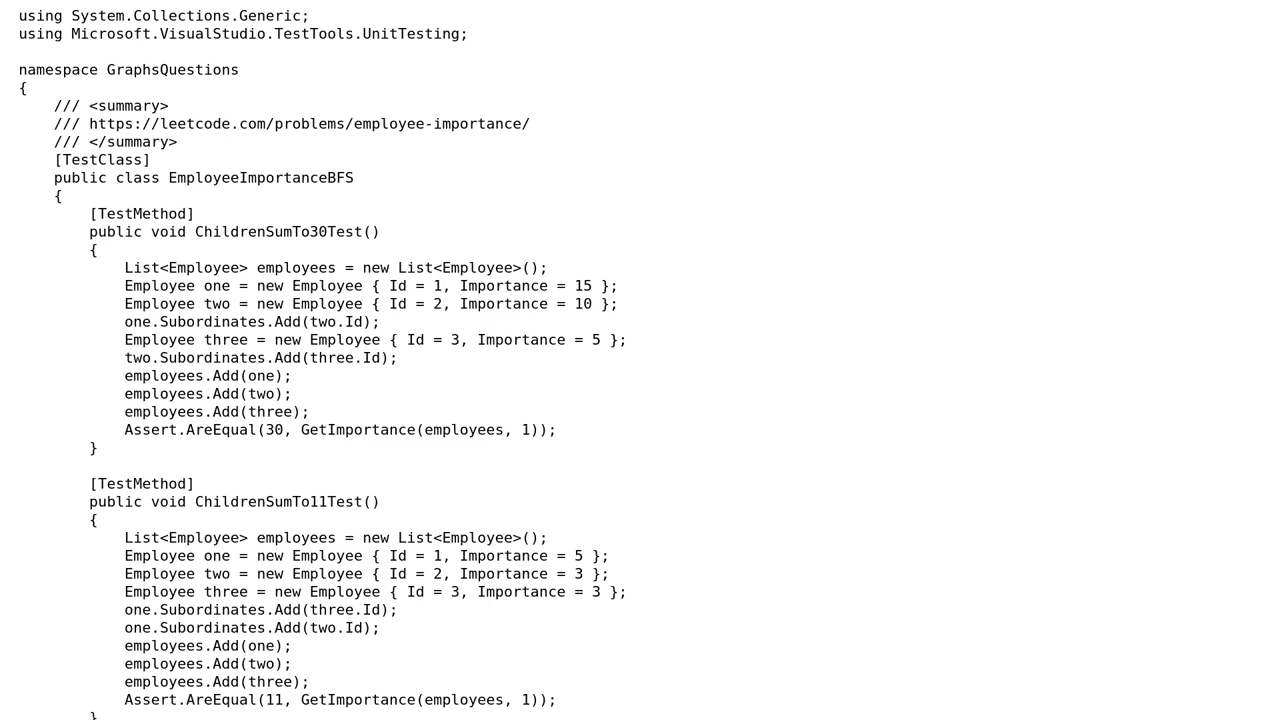 using System.Collections.Generic;
using Microsoft.VisualStudio.TestTools.UnitTesting;

namespace GraphsQuestions
{
    /// <summary>
    /// https://leetcode.com/problems/employee-importance/
    /// </summary>
    [TestClass]
    public class EmployeeImportanceBFS
    {
        [TestMethod]
        public void ChildrenSumTo30Test()
        {
            List<Employee> employees = new List<Employee>();
            Employee one = new Employee { Id = 1, Importance = 15 };
            Employee two = new Employee { Id = 2, Importance = 10 };
            one.Subordinates.Add(two.Id);
            Employee three = new Employee { Id = 3, Importance = 5 };
            two.Subordinates.Add(three.Id);
            employees.Add(one);
            employees.Add(two);
            employees.Add(three);
            Assert.AreEqual(30, GetImportance(employees, 1));
        }

        [TestMethod]
        public void ChildrenSumTo11Test()
        {
            List<Employee> employees = new List<Employee>();
            Employee one = new Employee { Id = 1, Importance = 5 };
            Employee two = new Employee { Id = 2, Importance = 3 };
            Employee three = new Employee { Id = 3, Importance = 3 };
            one.Subordinates.Add(three.Id);
            one.Subordinates.Add(two.Id);
            employees.Add(one);
            employees.Add(two);
            employees.Add(three);
            Assert.AreEqual(11, GetImportance(employees, 1));
        }